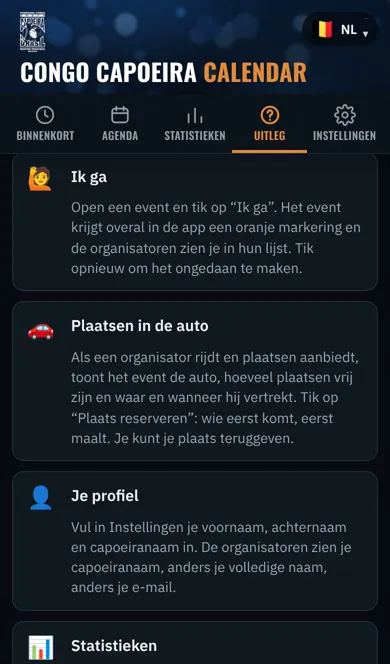 BRASIL
NL
CONGO CAPOEIRA CALENDAR
BINNENKORT AGENDA STATISTIEKEN UITLEG INSTELLINGEN
Ik ga
Open een event en tik op “Ik ga”. Het event
krijgt overal in de app een oranje markering en
de organisatoren zien je in hun lijst. Tik
opnieuw om het ongedaan te maken.
Plaatsen in de auto
Als een organisator rijdt en plaatsen aanbiedt,
toont het event de auto, hoeveel plaatsen vrij
zijn en waar en wanneer hij vertrekt. Tik op
“Plaats reserveren”: wie eerst komt, eerst
maalt. Je kunt je plaats teruggeven.
Je profiel
Vul in Instellingen je voornaam, achternaam
en capoeiranaam in. De organisatoren zien je
capoeiranaam, anders je volledige naam,
anders je e-mail.
Statistieken